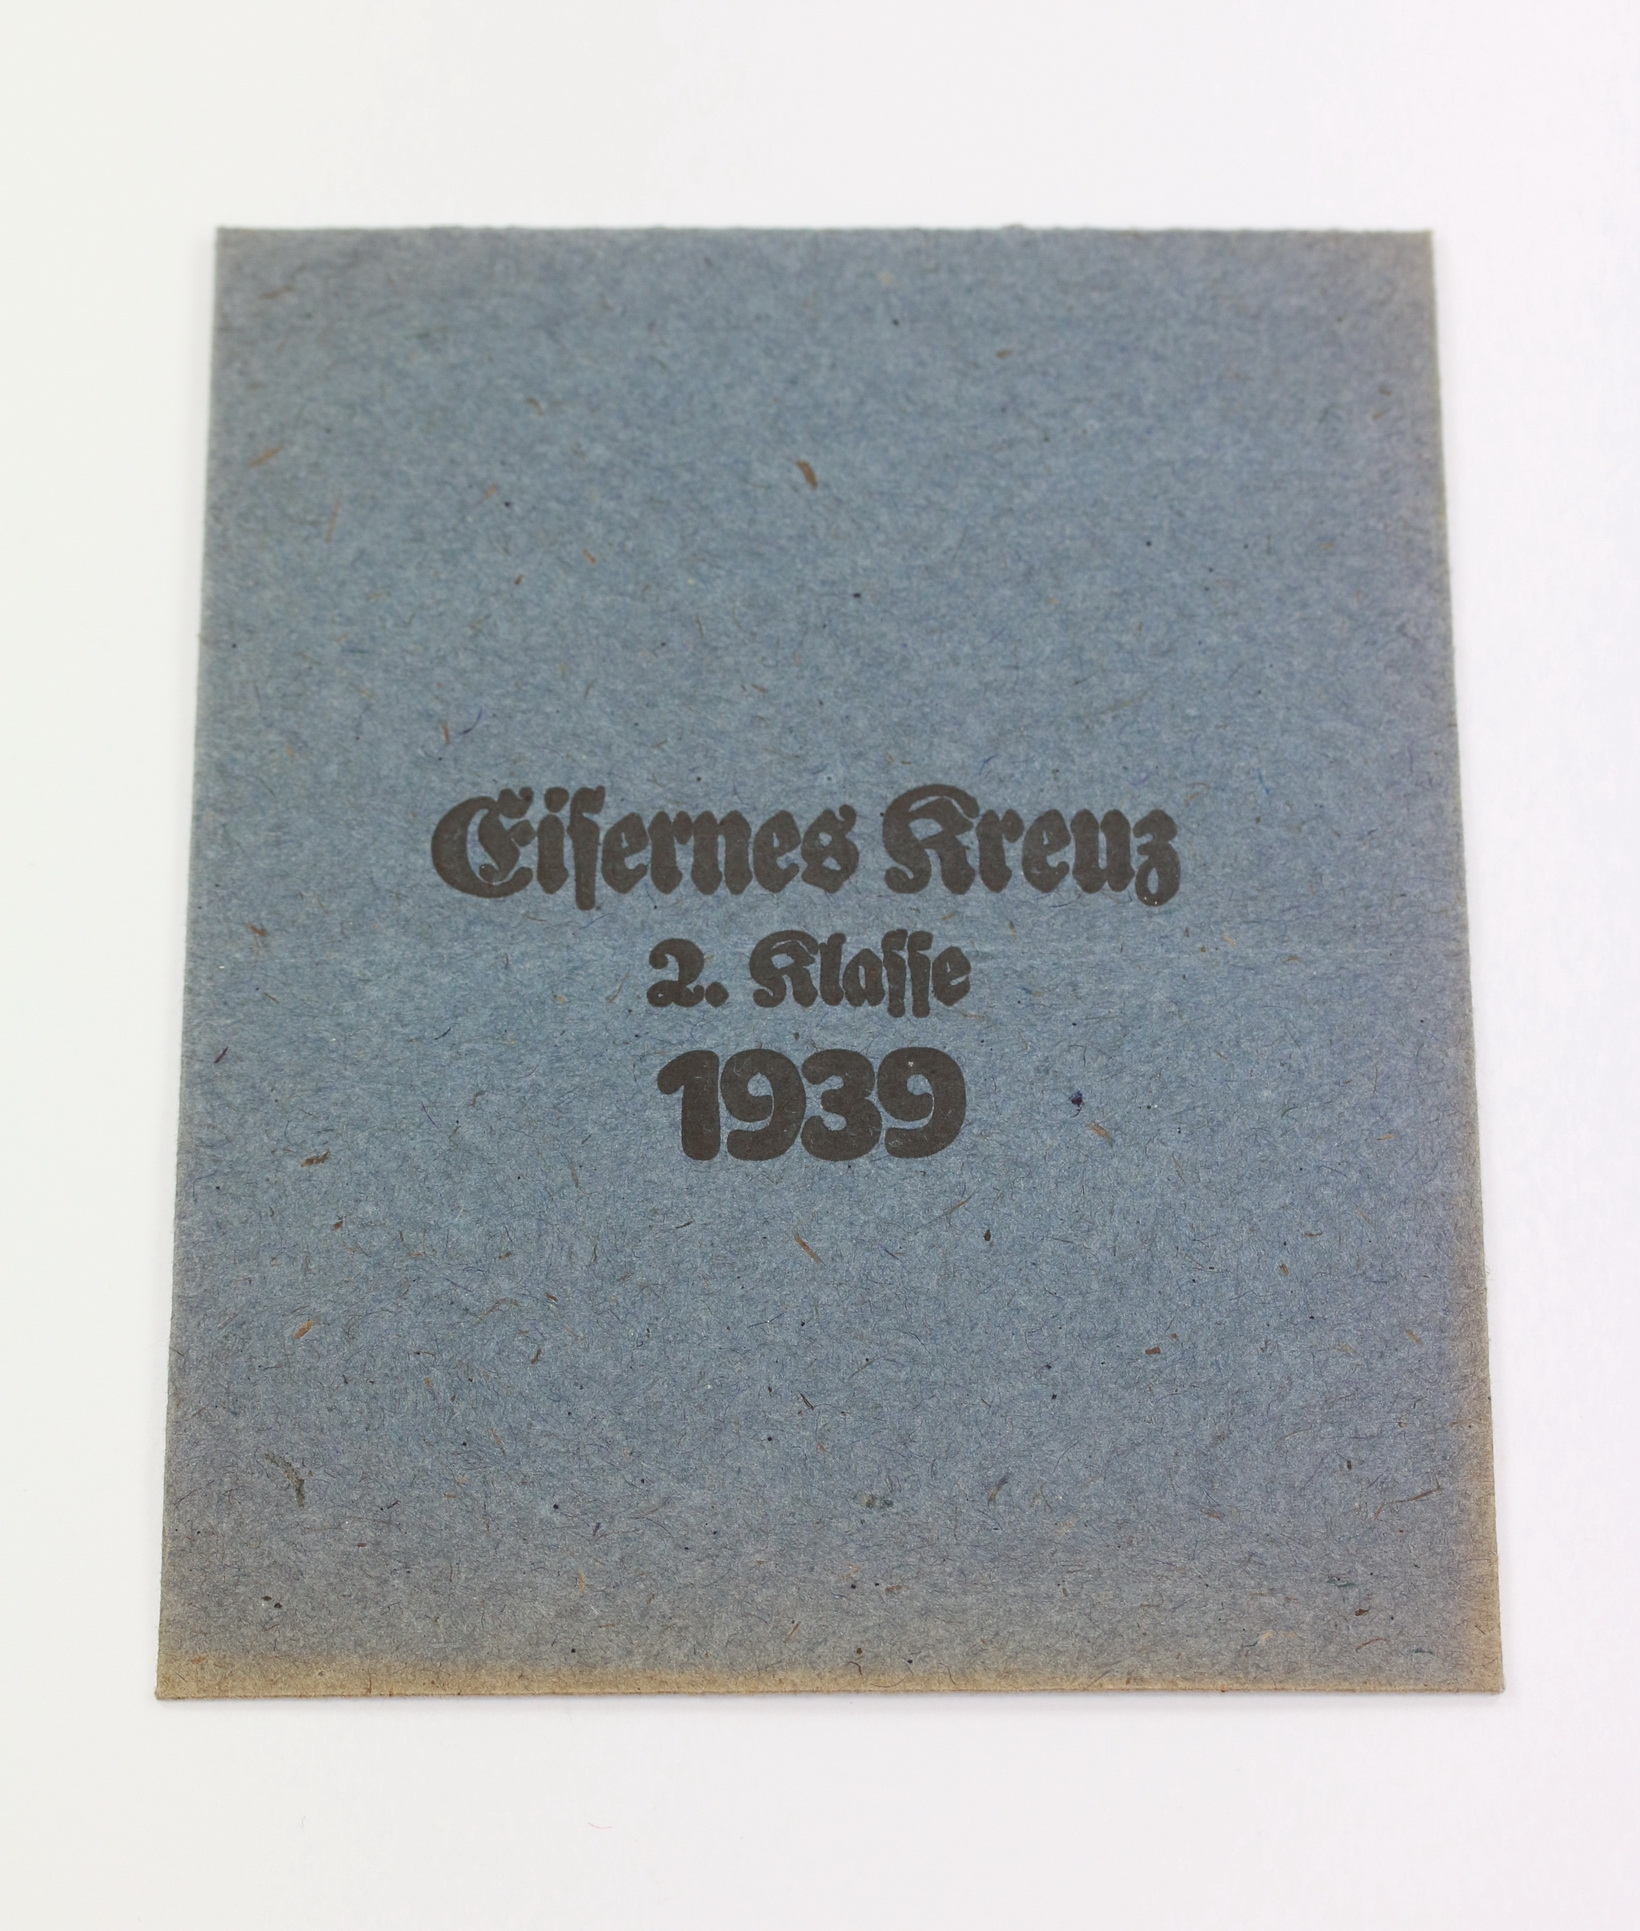 Eiſernes Kreuz
2. Klaſſe
1939